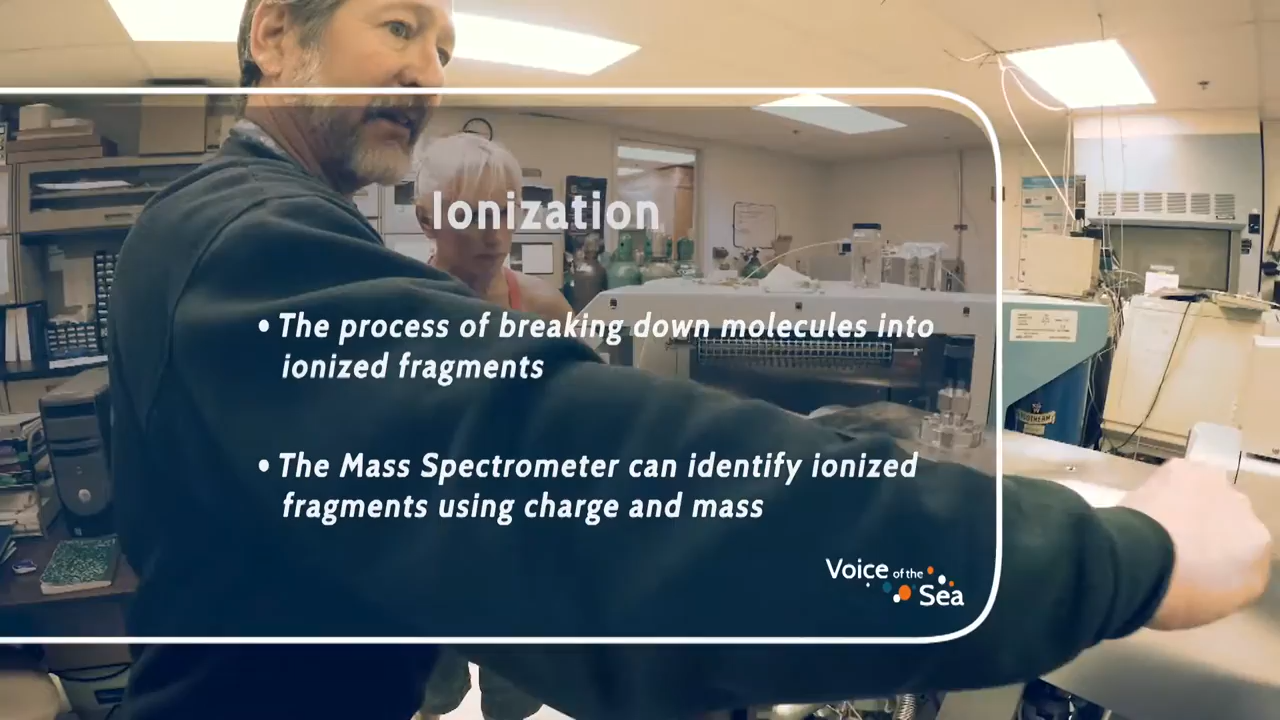 Ionization
• The process of breaking down molecules into
ionized fragments
• The Mass Spectrometer can identify ionized
fragments using charge and mass
Voice of the
Sea